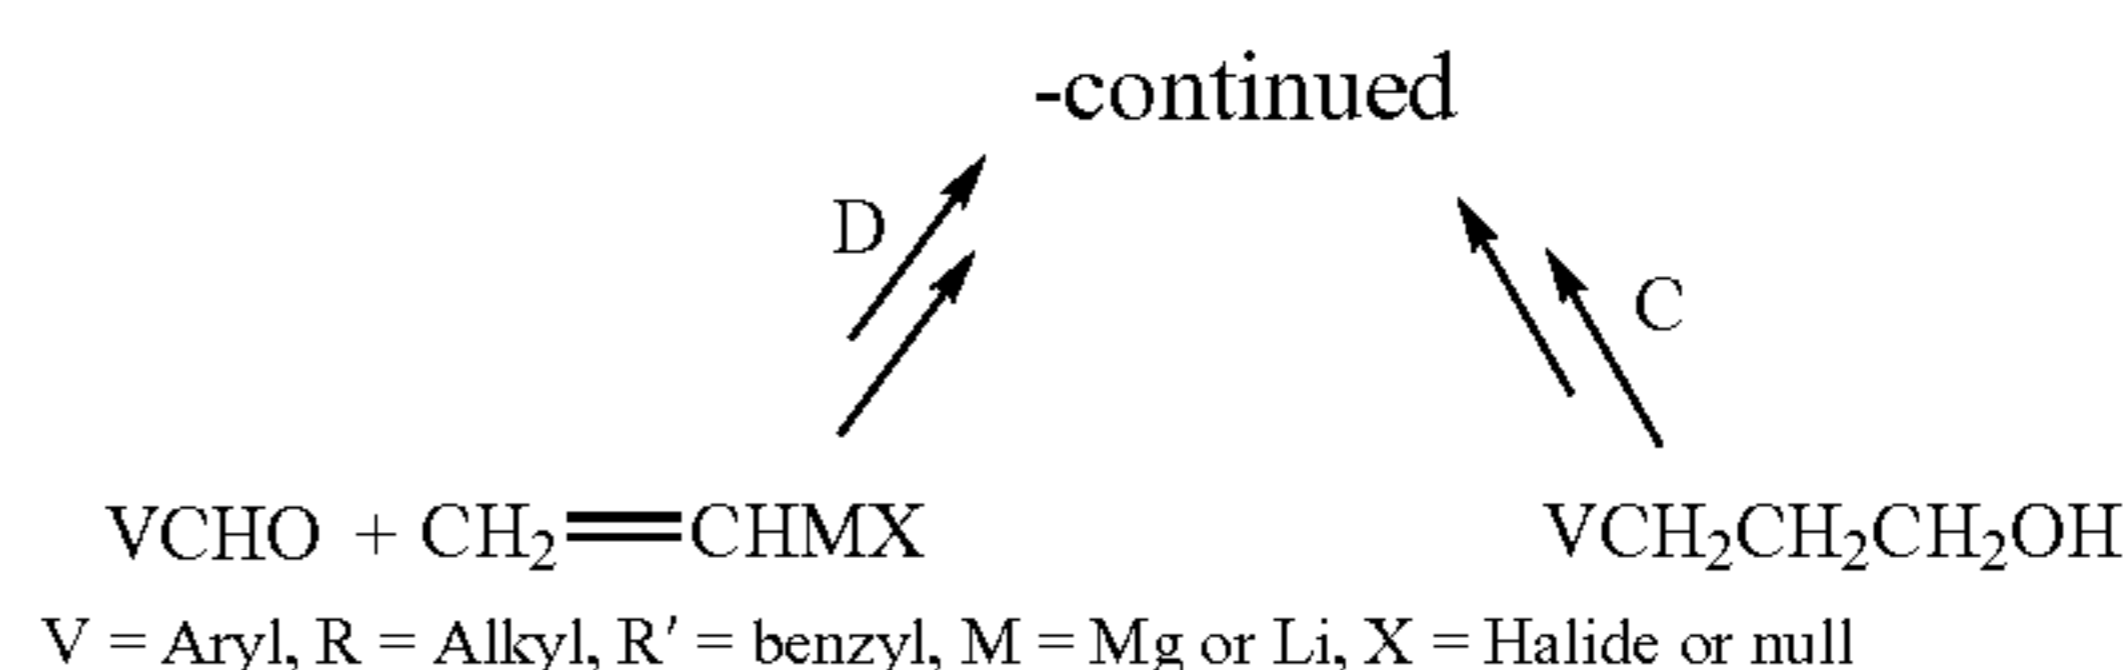 -continued
D
C
VCHO + CH₂=CHMX
VCH₂CH₂CH₂OH
V = Aryl, R = Alkyl, R′ = benzyl, M = Mg or Li, X = Halide or null